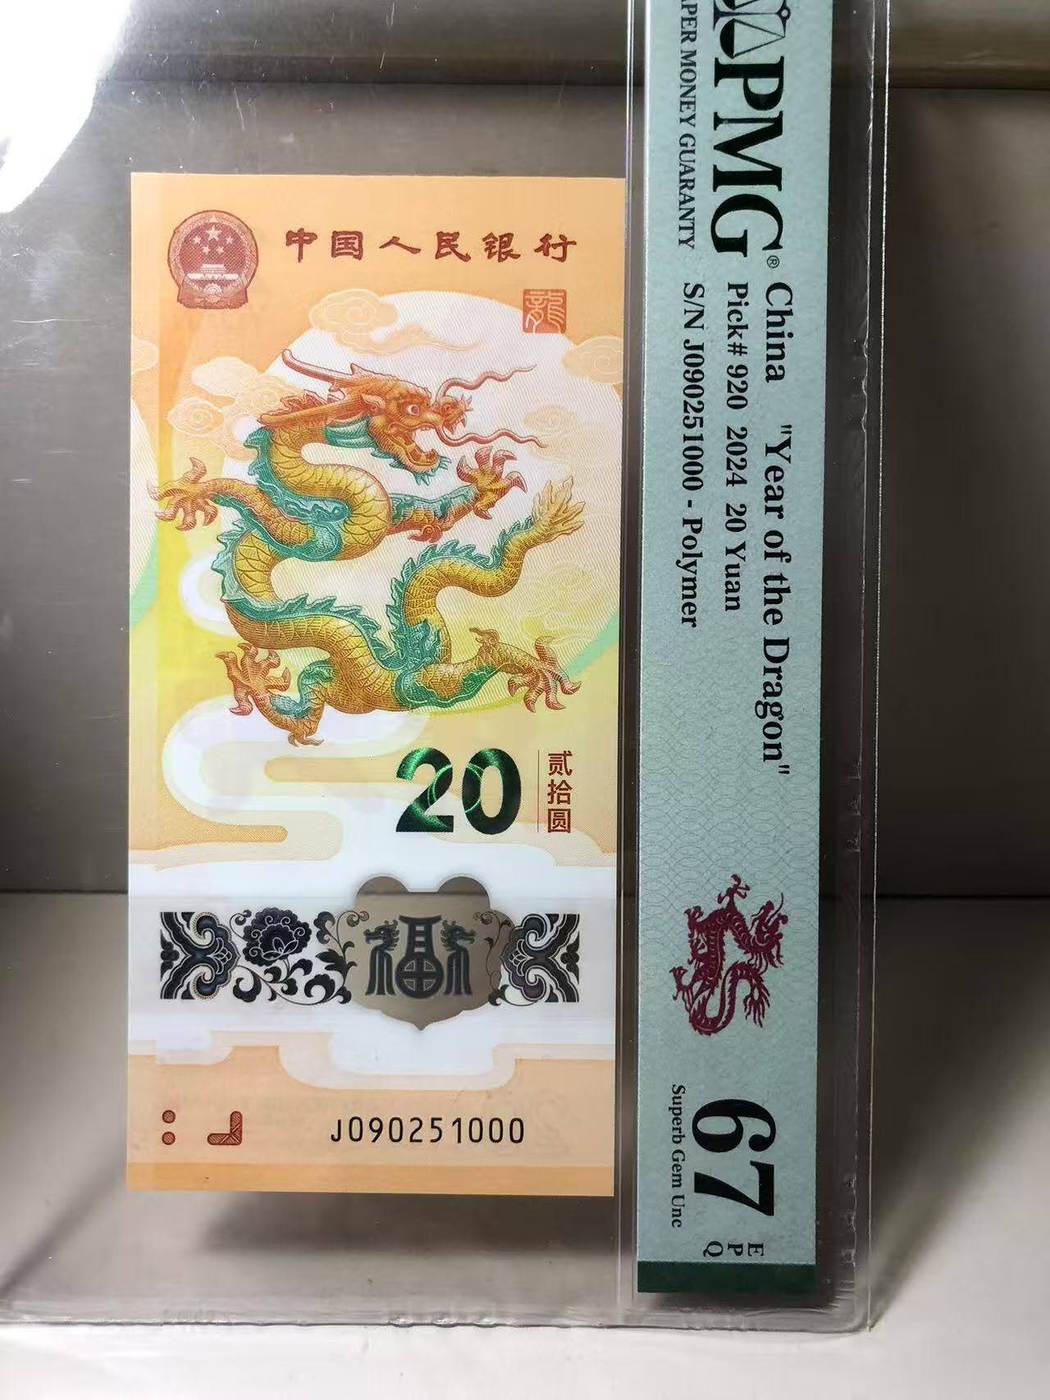 中国人民银行
龍
20
贰拾圆
福
J090251000
PMG®
PAPER MONEY GUARANTY
China "Year of the Dragon"
Pick# 920 2024 20 Yuan
S/N J090251000 - Polymer
67 EPQ
Superb Gem Unc